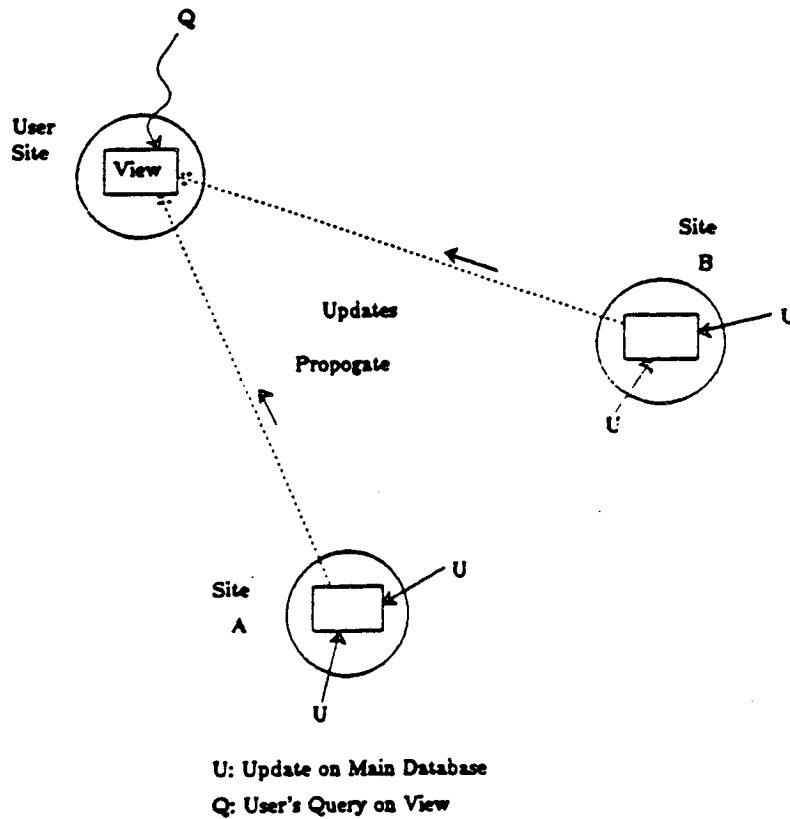 Q
User
Site
View
Site
B
U
Updates
Propogate
U
Site
A
U
U
U: Update on Main Database
Q: User's Query on View